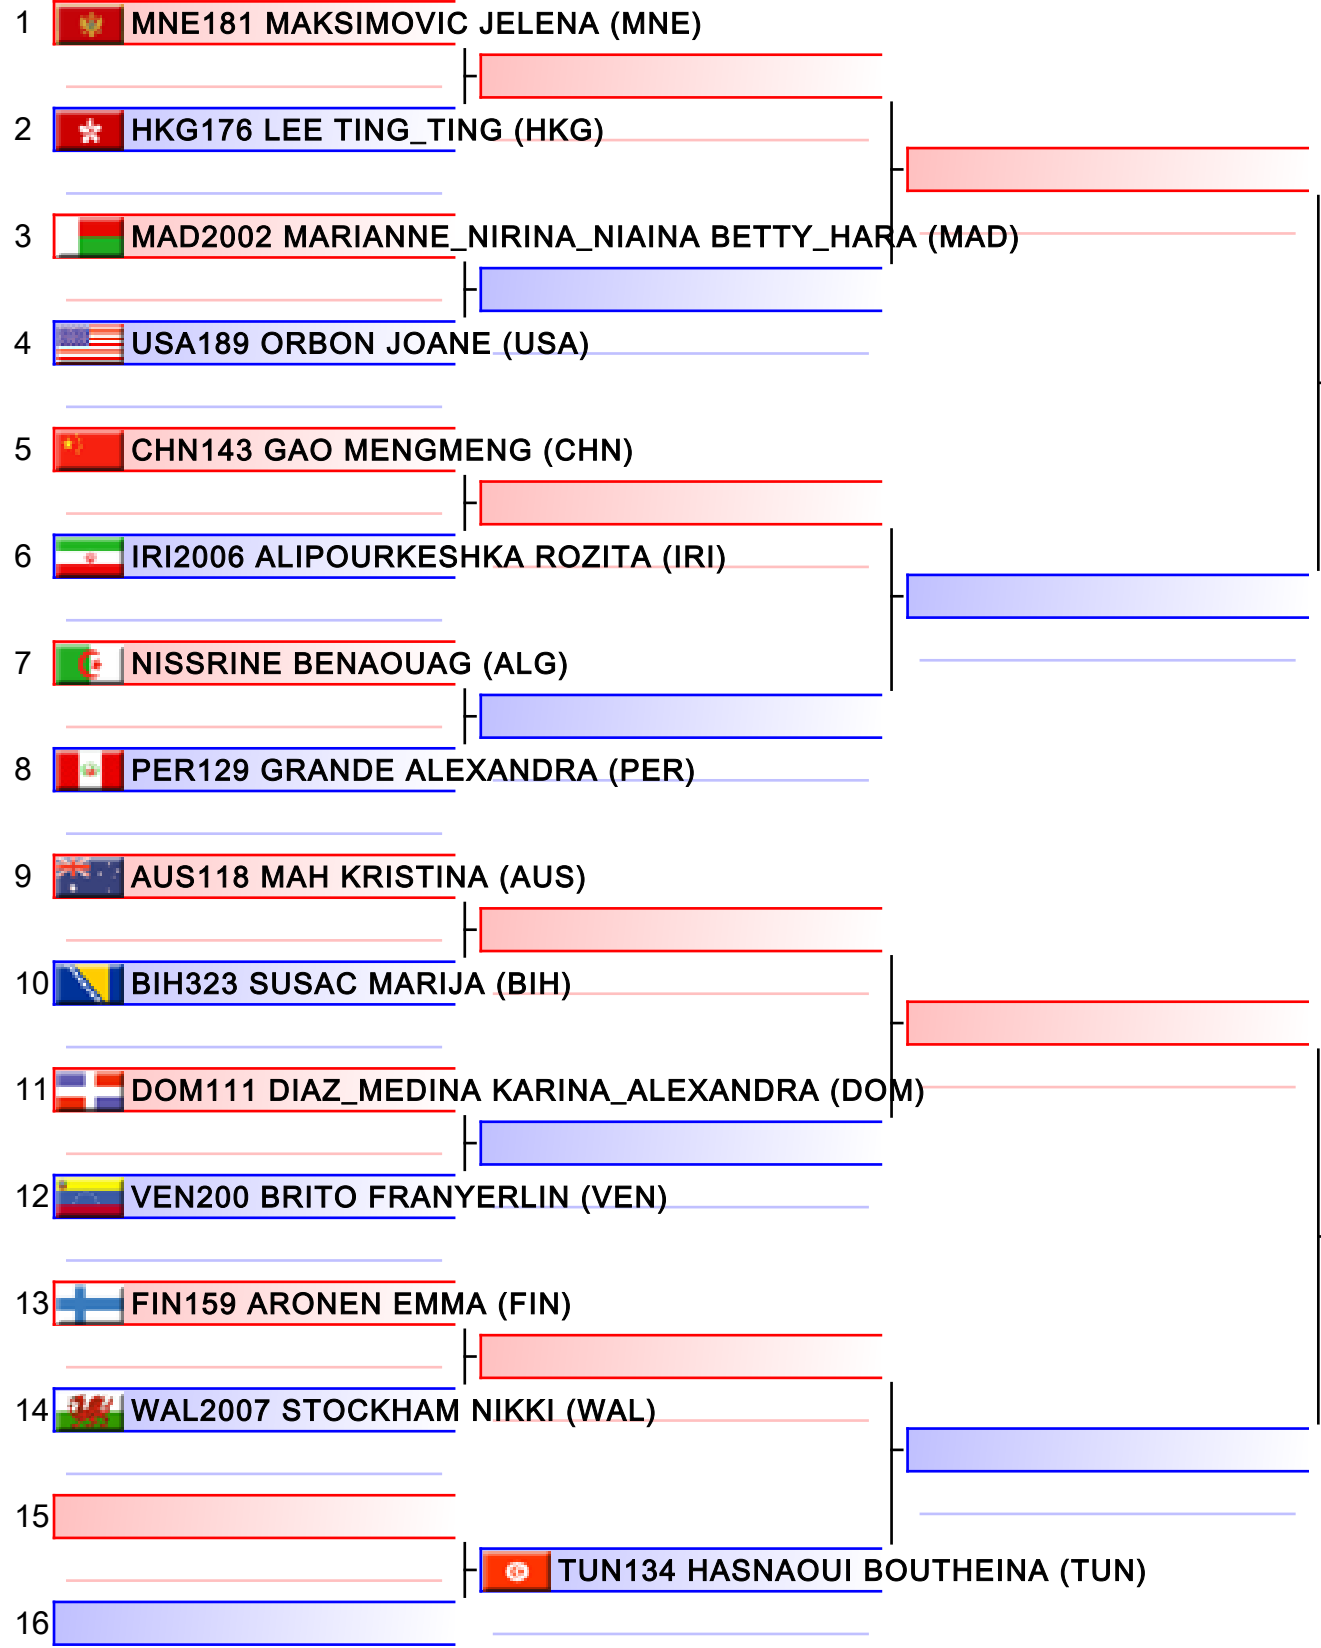 1 MNE181 MAKSIMOVIC JELENA (MNE)
2 HKG176 LEE TING_TING (HKG)
3 MAD2002 MARIANNE_NIRINA_NIAINA BETTY_HARA (MAD)
4 USA189 ORBON JOANE (USA)
5 CHN143 GAO MENGMENG (CHN)
6 IRI2006 ALIPOURKESHKA ROZITA (IRI)
7 NISSRINE BENAOUAG (ALG)
8 PER129 GRANDE ALEXANDRA (PER)
9 AUS118 MAH KRISTINA (AUS)
10 BIH323 SUSAC MARIJA (BIH)
11 DOM111 DIAZ_MEDINA KARINA_ALEXANDRA (DOM)
12 VEN200 BRITO FRANYERLIN (VEN)
13 FIN159 ARONEN EMMA (FIN)
14 WAL2007 STOCKHAM NIKKI (WAL)
15
TUN134 HASNAOUI BOUTHEINA (TUN)
16